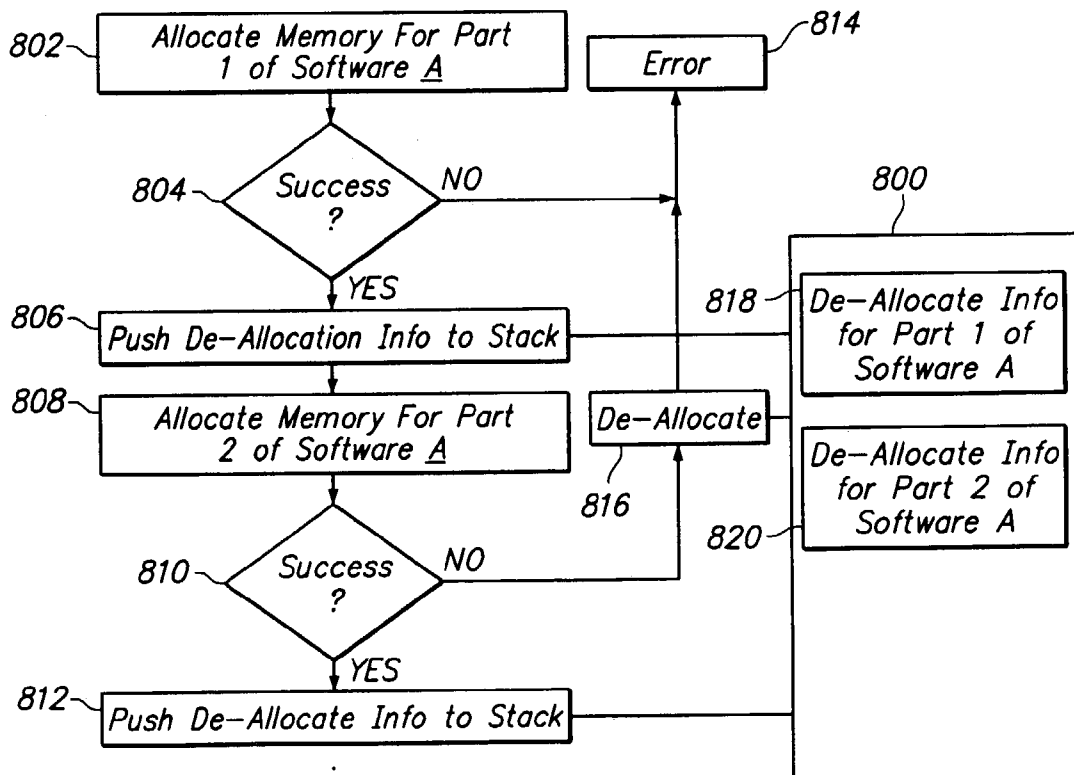 802
Allocate Memory For Part
1 of Software A
814
Error
804
Success
?
NO
800
YES
818
De-Allocate Info
for Part 1 of
Software A
806
Push De-Allocation Info to Stack
808
Allocate Memory For Part
2 of Software A
De-Allocate
816
De-Allocate Info
for Part 2 of
Software A
820
810
Success
?
NO
YES
812
Push De-Allocate Info to Stack